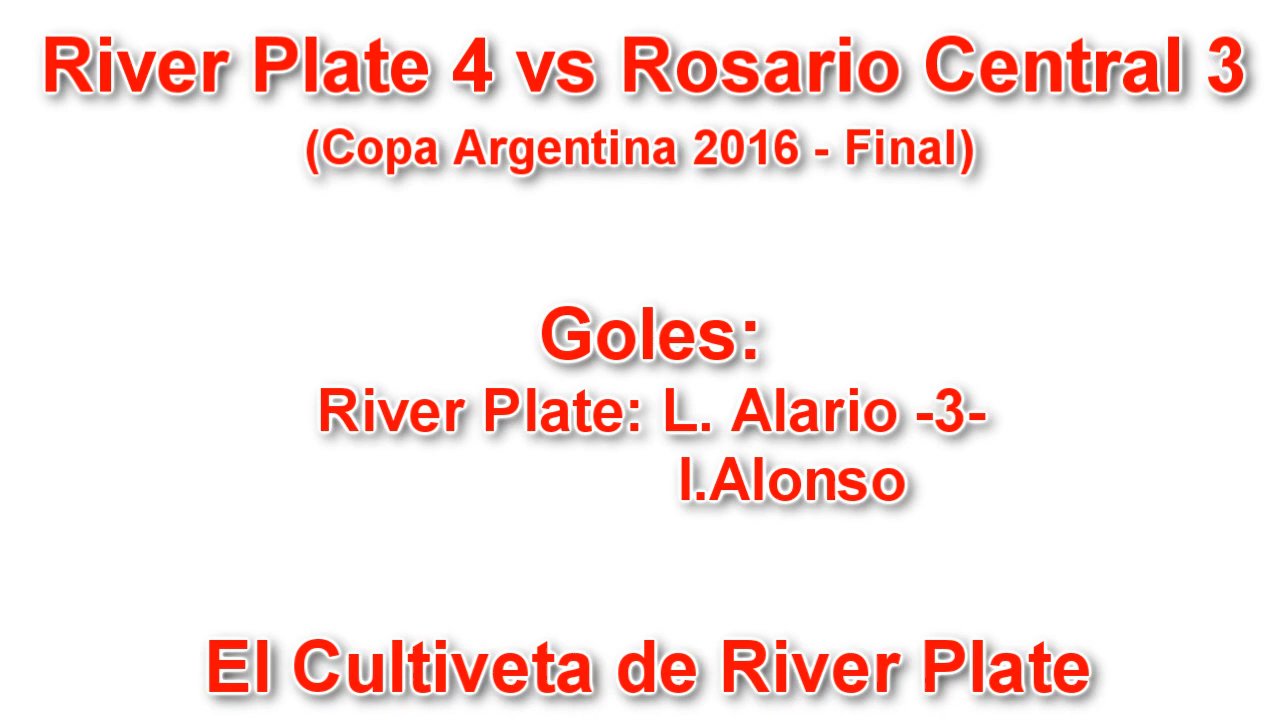 River Plate 4 vs Rosario Central 3
(Copa Argentina 2016 - Final)
Goles:
River Plate: L. Alario -3-
I.Alonso
El Cultiveta de River Plate